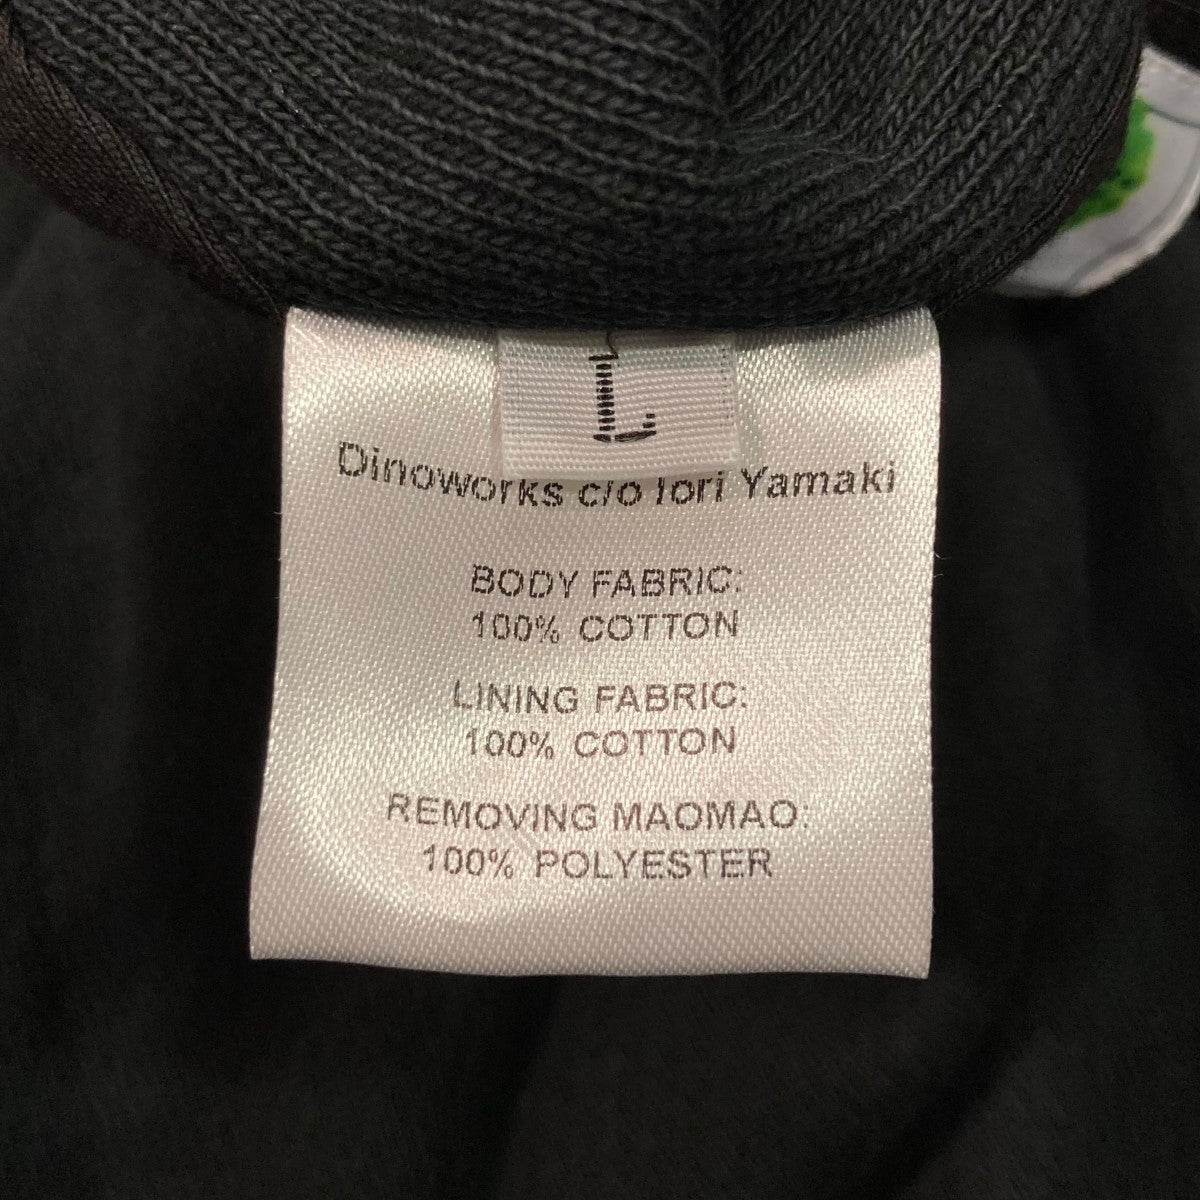 L
Dinoworks c/o Iori Yamaki
BODY FABRIC:
100% COTTON
LINING FABRIC:
100% COTTON
REMOVING MAOMAO:
100% POLYESTER